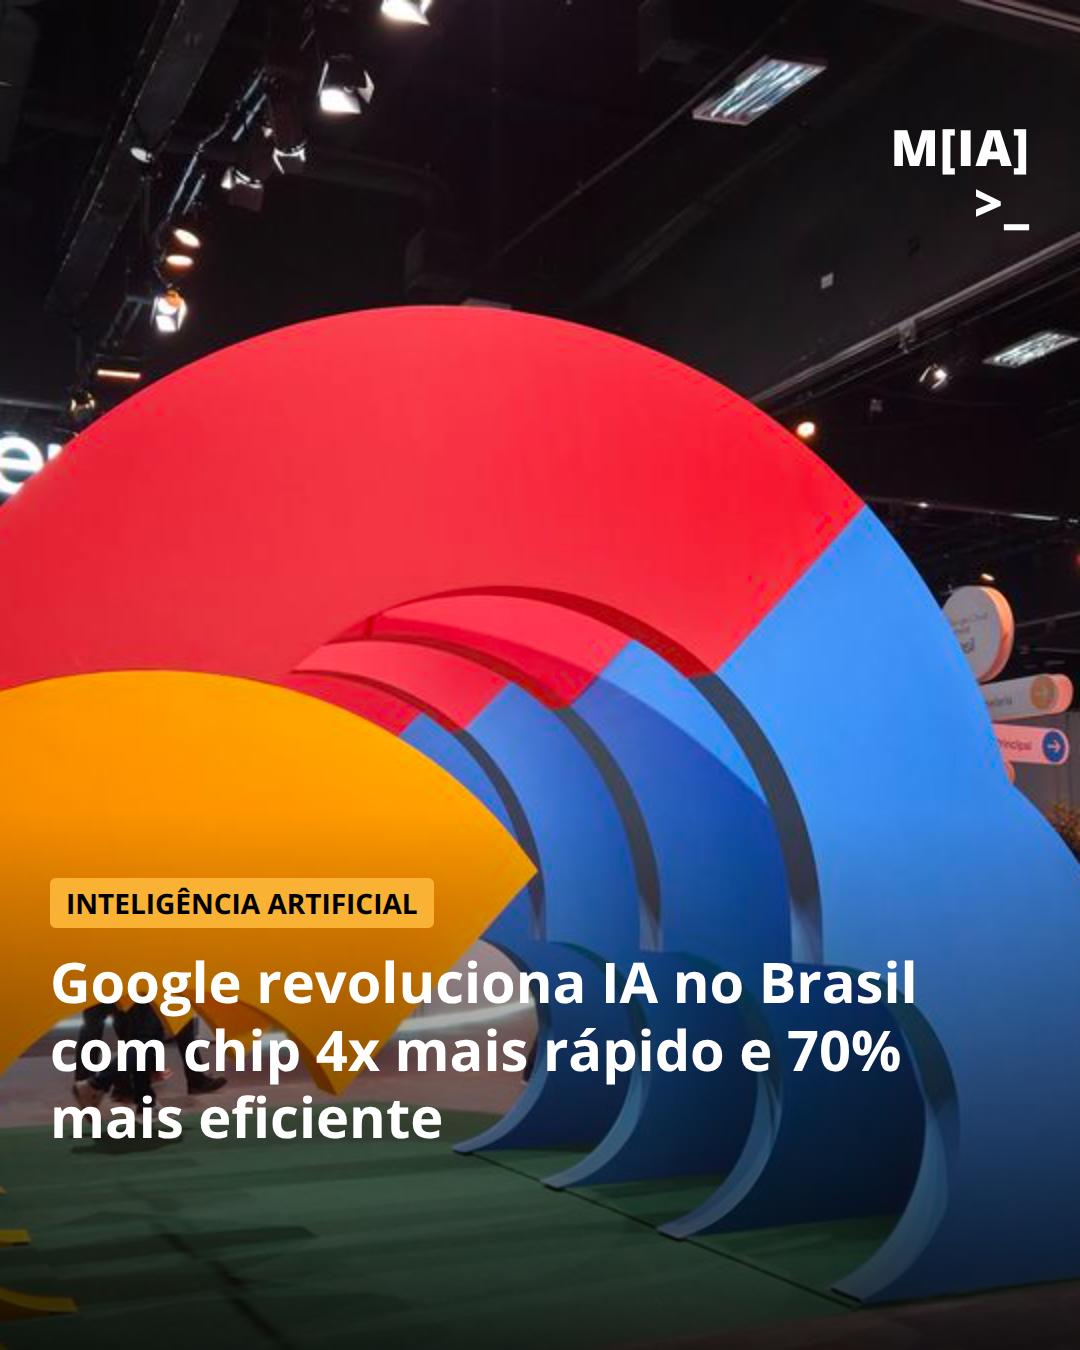 M[IA]
>_
INTELIGÊNCIA ARTIFICIAL
Google revoluciona IA no Brasil
com chip 4x mais rápido e 70%
mais eficiente